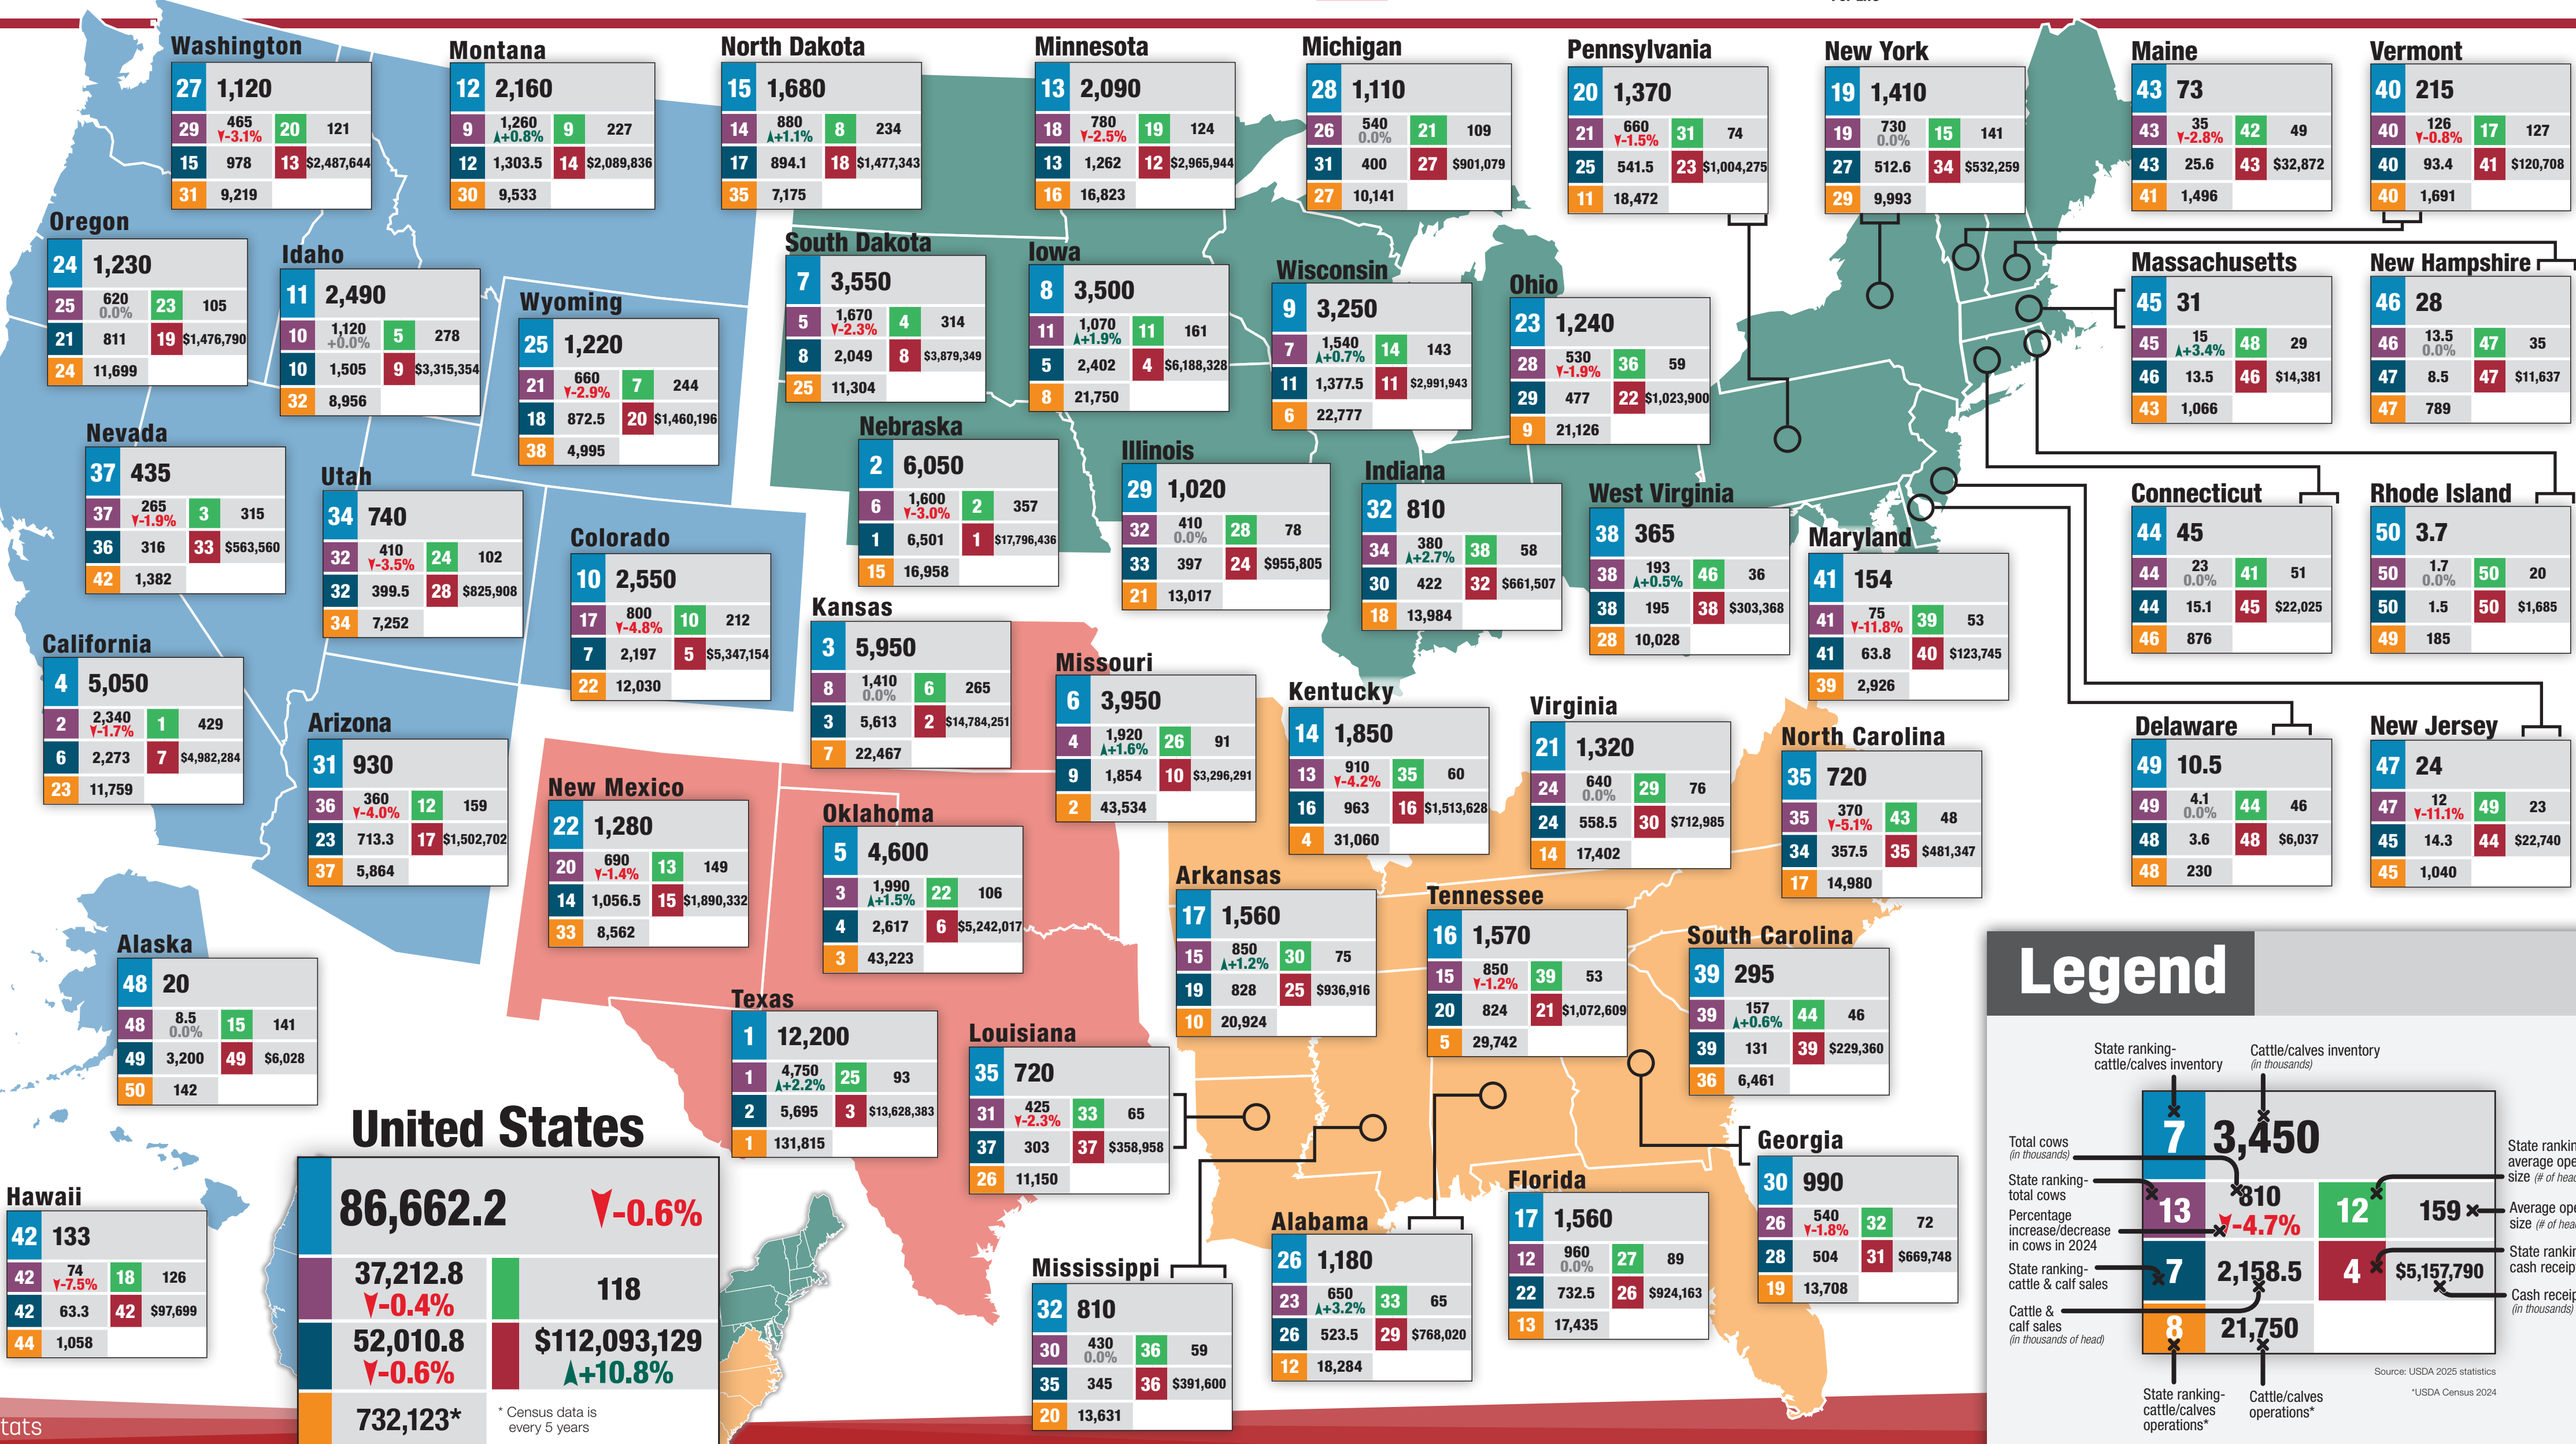 Washington
27 1,120
29 465 ▼-3.1% 20 121
15 978 13 $2,487,644
31 9,219
Montana
12 2,160
9 1,260 ▲+0.8% 9 227
12 1,303.5 14 $2,089,836
30 9,533
North Dakota
15 1,680
14 880 ▲+1.1% 8 234
17 894.1 18 $1,477,343
35 7,175
Minnesota
13 2,090
18 780 ▼-2.5% 19 124
13 1,262 12 $2,965,944
16 16,823
Michigan
28 1,110
26 540 0.0% 21 109
31 400 27 $901,079
27 10,141
Pennsylvania
20 1,370
21 660 ▼-1.5% 31 74
25 541.5 23 $1,004,275
11 18,472
New York
19 1,410
19 730 0.0% 15 141
27 512.6 34 $532,259
29 9,993
Maine
43 73
43 35 ▼-2.8% 42 49
43 25.6 43 $32,872
41 1,496
Vermont
40 215
40 126 ▼-0.8% 17 127
40 93.4 41 $120,708
40 1,691
Oregon
24 1,230
25 620 0.0% 23 105
21 811 19 $1,476,790
24 11,699
Idaho
11 2,490
10 1,120 +0.0% 5 278
10 1,505 9 $3,315,354
32 8,956
Wyoming
25 1,220
21 660 ▼-2.9% 7 244
18 872.5 20 $1,460,196
38 4,995
South Dakota
7 3,550
5 1,670 ▼-2.3% 4 314
8 2,049 8 $3,879,349
25 11,304
Iowa
8 3,500
11 1,070 ▲+1.9% 11 161
5 2,402 4 $6,188,328
8 21,750
Wisconsin
9 3,250
7 1,540 ▲+0.7% 14 143
11 1,377.5 11 $2,991,943
6 22,777
Ohio
23 1,240
28 530 ▼-1.9% 36 59
29 477 22 $1,023,900
9 21,126
Massachusetts
45 31
45 15 ▲+3.4% 48 29
46 13.5 46 $14,381
43 1,066
New Hampshire
46 28
46 13.5 0.0% 47 35
47 8.5 47 $11,637
47 789
Nevada
37 435
37 265 ▼-1.9% 3 315
36 316 33 $563,560
42 1,382
Utah
34 740
32 410 ▼-3.5% 24 102
32 399.5 28 $825,908
34 7,252
Colorado
10 2,550
17 800 ▼-4.8% 10 212
7 2,197 5 $5,347,154
22 12,030
Nebraska
2 6,050
6 1,600 ▼-3.0% 2 357
1 6,501 1 $17,796,436
15 16,958
Illinois
29 1,020
32 410 0.0% 28 78
33 397 24 $955,805
21 13,017
Indiana
32 810
34 380 ▲+2.7% 38 58
30 422 32 $661,507
18 13,984
West Virginia
38 365
38 193 ▲+0.5% 46 36
38 195 38 $303,368
28 10,028
Maryland
41 154
41 75 ▼-11.8% 39 53
41 63.8 40 $123,745
39 2,926
Connecticut
44 45
44 23 0.0% 41 51
44 15.1 45 $22,025
46 876
Rhode Island
50 3.7
50 1.7 0.0% 50 20
50 1.5 50 $1,685
49 185
California
4 5,050
2 2,340 ▼-1.7% 1 429
6 2,273 7 $4,982,284
23 11,759
Arizona
31 930
36 360 ▼-4.0% 12 159
23 713.3 17 $1,502,702
37 5,864
New Mexico
22 1,280
20 690 ▼-1.4% 13 149
14 1,056.5 15 $1,890,332
33 8,562
Kansas
3 5,950
8 1,410 0.0% 6 265
3 5,613 2 $14,784,251
7 22,467
Oklahoma
5 4,600
3 1,990 ▲+1.5% 22 106
4 2,617 6 $5,242,017
3 43,223
Missouri
6 3,950
4 1,920 ▲+1.6% 26 91
9 1,854 10 $3,296,291
2 43,534
Kentucky
14 1,850
13 910 ▼-4.2% 35 60
16 963 16 $1,513,628
4 31,060
Virginia
21 1,320
24 640 0.0% 29 76
24 558.5 30 $712,985
14 17,402
North Carolina
35 720
35 370 ▼-5.1% 43 48
34 357.5 35 $481,347
17 14,980
Delaware
49 10.5
49 4.1 0.0% 44 46
48 3.6 48 $6,037
48 230
New Jersey
47 24
47 12 ▼-11.1% 49 23
45 14.3 44 $22,740
45 1,040
Alaska
48 20
48 8.5 0.0% 15 141
49 3,200 49 $6,028
50 142
Texas
1 12,200
1 4,750 ▲+2.2% 25 93
2 5,695 3 $13,628,383
1 131,815
Louisiana
35 720
31 425 ▼-2.3% 33 65
37 303 37 $358,958
26 11,150
Arkansas
17 1,560
15 850 ▲+1.2% 30 75
19 828 25 $936,916
10 20,924
Tennessee
16 1,570
15 850 ▼-1.2% 39 53
20 824 21 $1,072,609
5 29,742
South Carolina
39 295
39 157 ▲+0.6% 44 46
39 131 39 $229,360
36 6,461
Georgia
30 990
26 540 ▼-1.8% 32 72
28 504 31 $669,748
19 13,708
Florida
17 1,560
12 960 0.0% 27 89
22 732.5 26 $924,163
13 17,435
Alabama
26 1,180
23 650 ▲+3.2% 33 65
26 523.5 29 $768,020
12 18,284
Mississippi
32 810
30 430 0.0% 36 59
35 345 36 $391,600
20 13,631
Hawaii
42 133
42 74 ▼-7.5% 18 126
42 63.3 42 $97,699
44 1,058
United States
86,662.2 ▼-0.6%
37,212.8 ▼-0.4% 118
52,010.8 ▼-0.6% $112,093,129 ▲+10.8%
732,123*
* Census data is
every 5 years
tats
Legend
State ranking-
cattle/calves inventory
Cattle/calves inventory
(in thousands)
Total cows
(in thousands)
State ranking-
total cows
Percentage
increase/decrease
in cows in 2024
State ranking-
cattle & calf sales
Cattle &
calf sales
(in thousands of head)
7 3,450
13 810 ▼-4.7% 12 159
7 2,158.5 4 $5,157,790
8 21,750
State rankin
average ope
size (# of hea
Average ope
size (# of hea
State rankin
cash receip
Cash receip
(in thousands)
State ranking-
cattle/calves
operations*
Cattle/calves
operations*
Source: USDA 2025 statistics
*USDA Census 2024